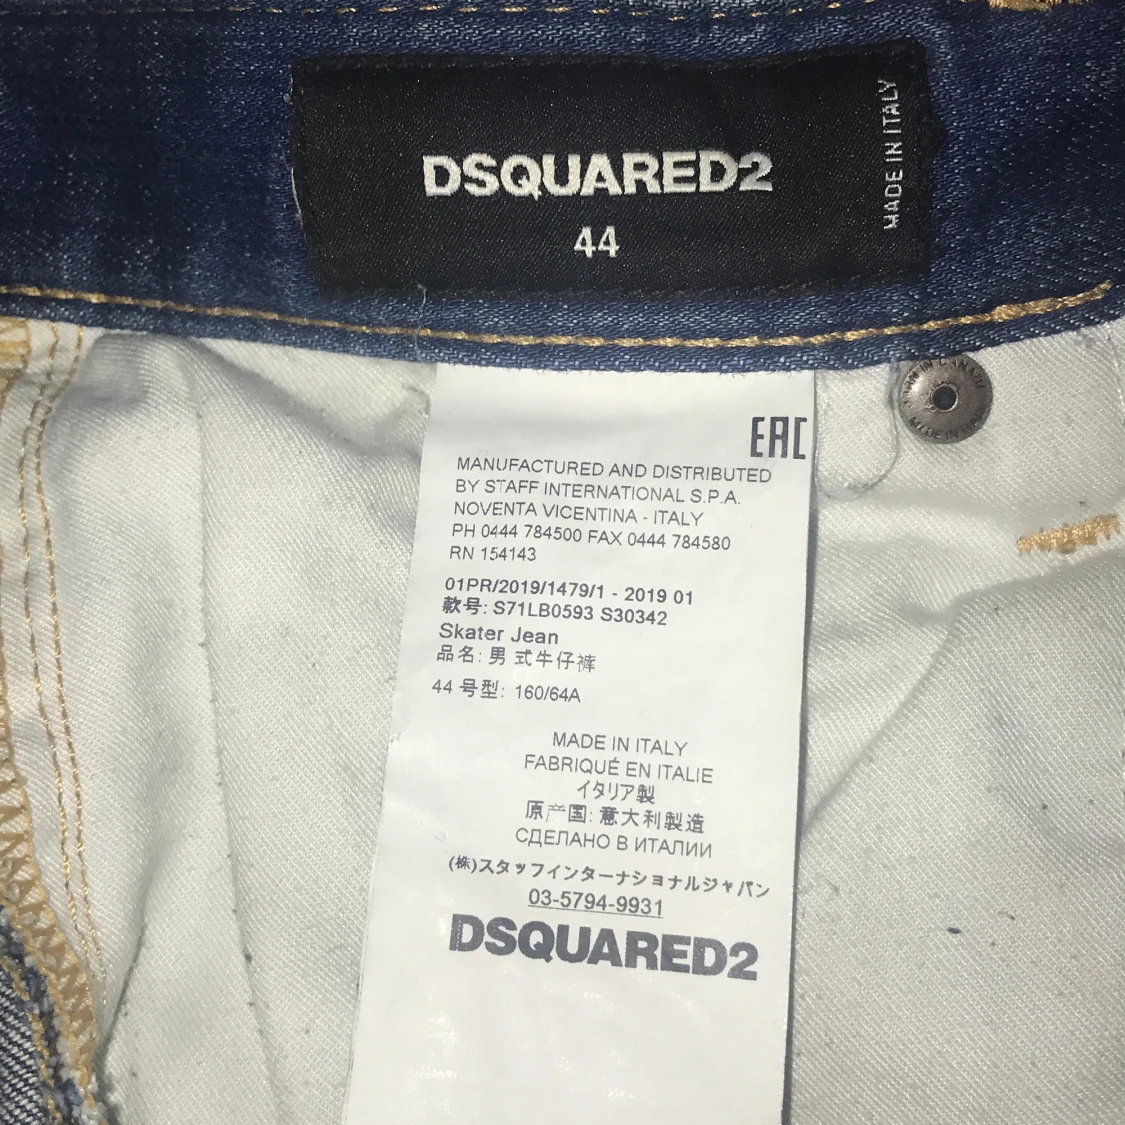 DSQUARED2
44
MADE IN ITALY
EAC
MANUFACTURED AND DISTRIBUTED
BY STAFF INTERNATIONAL S.P.A.
NOVENTA VICENTINA - ITALY
PH 0444 784500 FAX 0444 784580
RN 154143
01PR/2019/1479/1 - 2019 01
款号: S71LB0593 S30342
Skater Jean
品名: 男 式牛仔裤
44 号型: 160/64A
MADE IN ITALY
FABRIQUÉ EN ITALIE
イタリア製
原产国: 意大利製造
СДЕЛАНО В ИТАЛИИ
(株)スタッフインターナショナルジャパン
03-5794-9931
DSQUARED2
IN CANADA
MADE IN